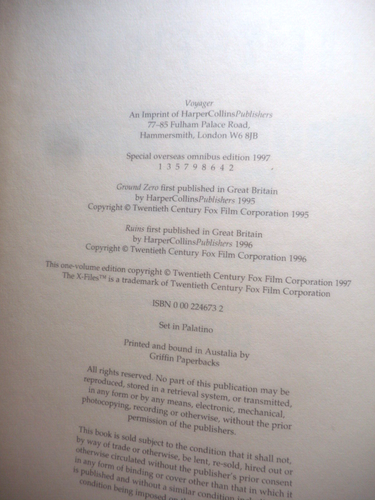 Voyager
An Imprint of HarperCollinsPublishers
77–85 Fulham Palace Road,
Hammersmith, London W6 8JB
Special overseas omnibus edition 1997
1 3 5 7 9 8 6 4 2
Ground Zero first published in Great Britain
by HarperCollinsPublishers 1995
Copyright © Twentieth Century Fox Film Corporation 1995
Ruins first published in Great Britain
by HarperCollinsPublishers 1996
Copyright © Twentieth Century Fox Film Corporation 1996
This one-volume edition copyright © Twentieth Century Fox Film Corporation 1997
The X-Files™ is a trademark of Twentieth Century Fox Film Corporation
ISBN 0 00 224673 2
Set in Palatino
Printed and bound in Austalia by
Griffin Paperbacks
All rights reserved. No part of this publication may be
reproduced, stored in a retrieval system, or transmitted,
in any form or by any means, electronic, mechanical,
photocopying, recording or otherwise, without the prior
permission of the publishers.
This book is sold subject to the condition that it shall not,
by way of trade or otherwise, be lent, re-sold, hired out or
otherwise circulated without the publisher's prior consent
in any form of binding or cover other than that in which it
is published and without a similar condition
condition being imposed on